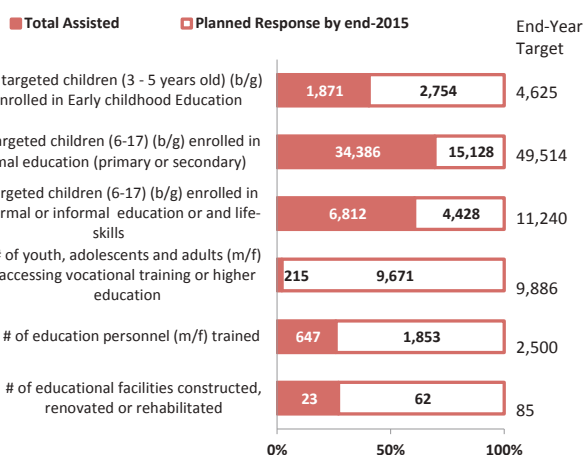 Total Assisted
Planned Response by end-2015
End-Year
Target
targeted children (3 - 5 years old) (b/g)
enrolled in Early childhood Education
1,871
2,754
4,625
targeted children (6-17) (b/g) enrolled in
education (primary or secondary)
34,386
15,128
49,514
targeted children (6-17) (b/g) enrolled in
or informal education or and life-
skills
6,812
4,428
11,240
# of youth, adolescents and adults (m/f)
accessing vocational training or higher
education
215
9,671
9,886
# of education personnel (m/f) trained
647
1,853
2,500
# of educational facilities constructed,
renovated or rehabilitated
23
62
85
0%
50%
100%